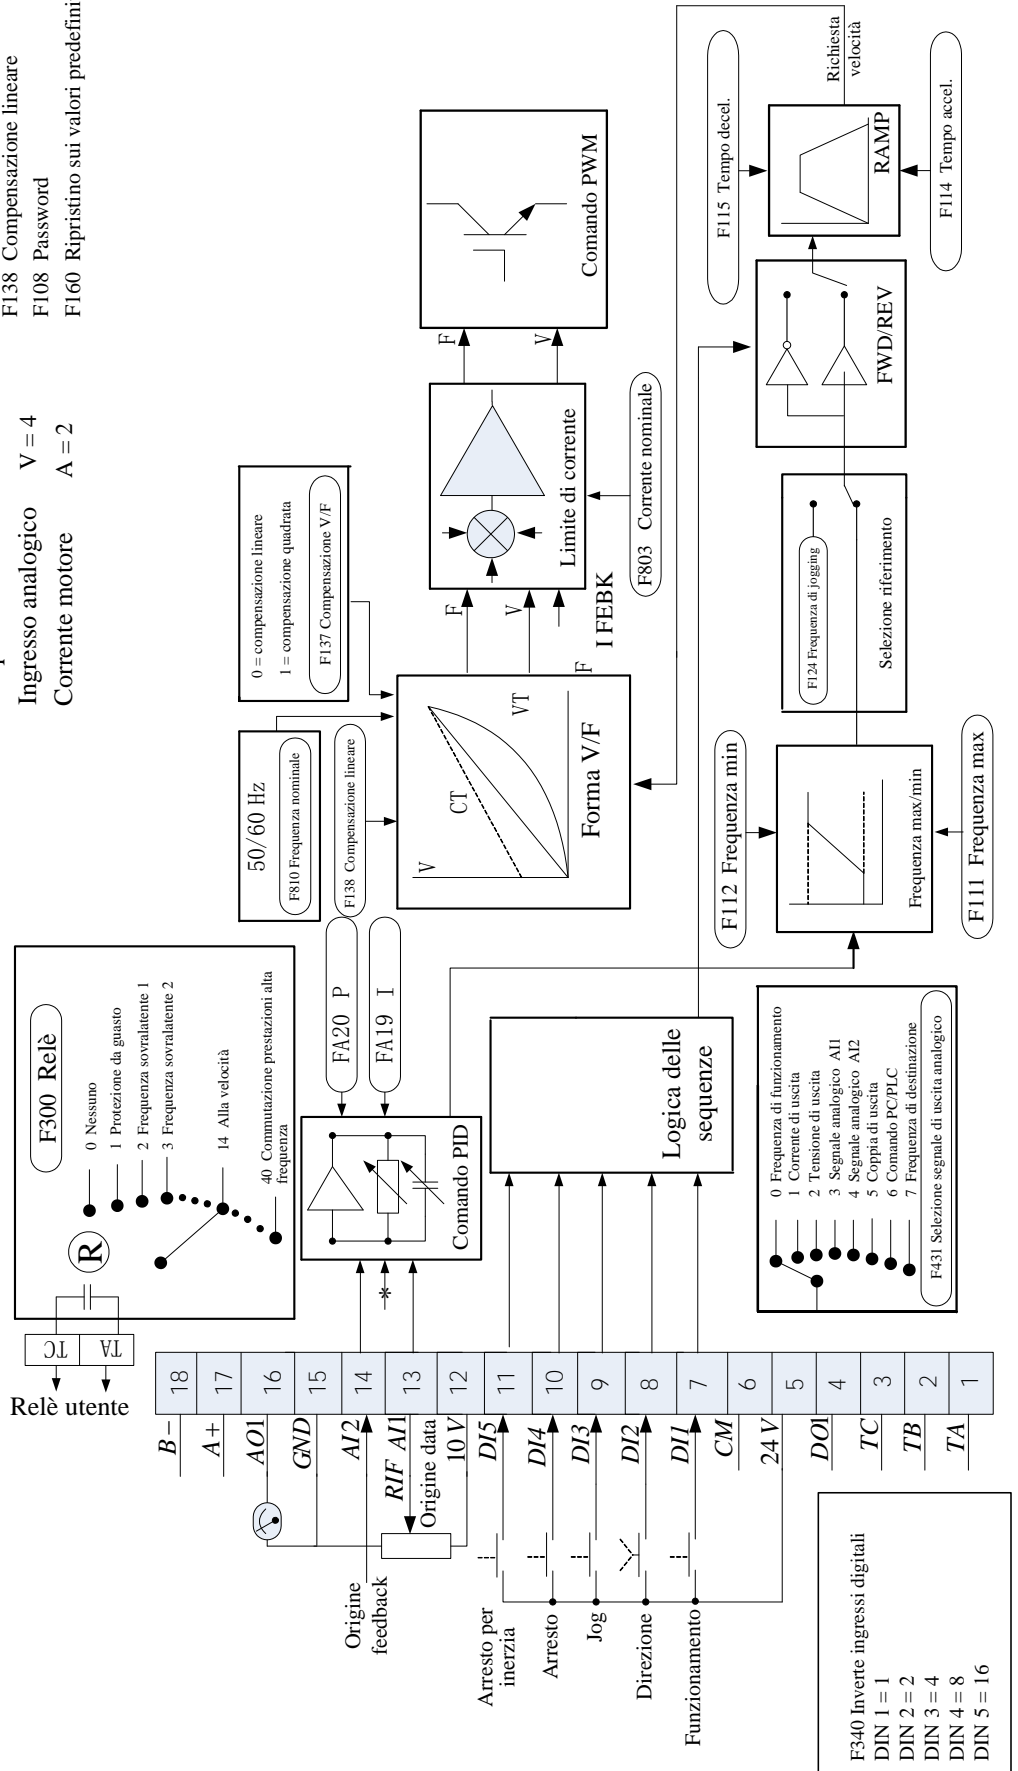 F138 Compensazione lineare
F108 Password
F160 Ripristino sui valori predefini
Ingresso analogico V = 4
Corrente motore A = 2
F300 Relè
0 Nessuno
1 Protezione da guasto
2 Frequenza sovralatente 1
3 Frequenza sovralatente 2
14 Alla velocità
40 Commutazione prestazioni alta
frequenza
R
TC
TA
Relè utente
50/60 Hz
F810 Frequenza nominale
F138 Compensazione lineare
0 = compensazione lineare
1 = compensazione quadrata
F137 Compensazione V/F
FA20 P
FA19 I
Comando PID
*
V
CT
VT
F
Forma V/F
F
V
I FEBK
Limite di corrente
F803 Corrente nominale
F
V
Comando PWM
Logica delle
sequenze
F112 Frequenza min
Frequenza max/min
F111 Frequenza max
F124 Frequenza di jogging
Selezione riferimento
FWD/REV
F115 Tempo decel.
RAMP
F114 Tempo accel.
Richiesta
velocità
0 Frequenza di funzionamento
1 Corrente di uscita
2 Tensione di uscita
3 Segnale analogico AI1
4 Segnale analogico AI2
5 Coppia di uscita
6 Comando PC/PLC
7 Frequenza di destinazione
F431 Selezione segnale di uscita analogico
18
17
16
15
14
13
12
11
10
9
8
7
6
5
4
3
2
1
B-
A+
AO1
GND
AI2
RIF AI1
Origine data
10 V
DI5
DI4
DI3
DI2
DI1
CM
24 V
DO1
TC
TB
TA
Origine
feedback
Arresto per
inerzia
Arresto
Jog
Direzione
Funzionamento
F340 Inverte ingressi digitali
DIN 1 = 1
DIN 2 = 2
DIN 3 = 4
DIN 4 = 8
DIN 5 = 16